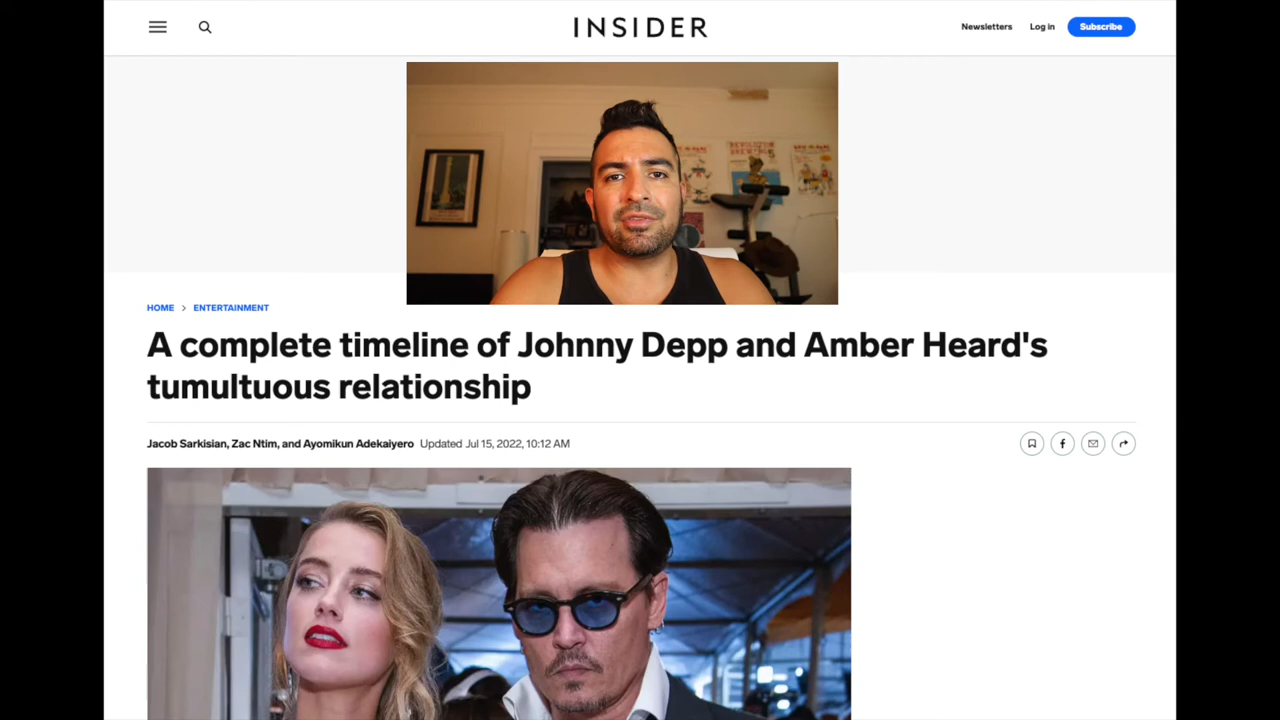 INSIDER
Newsletters
Log in
Subscribe
HOME > ENTERTAINMENT
A complete timeline of Johnny Depp and Amber Heard's
tumultuous relationship
Jacob Sarkisian, Zac Ntim, and Ayomikun Adekaiyero Updated Jul 15, 2022, 10:12 AM